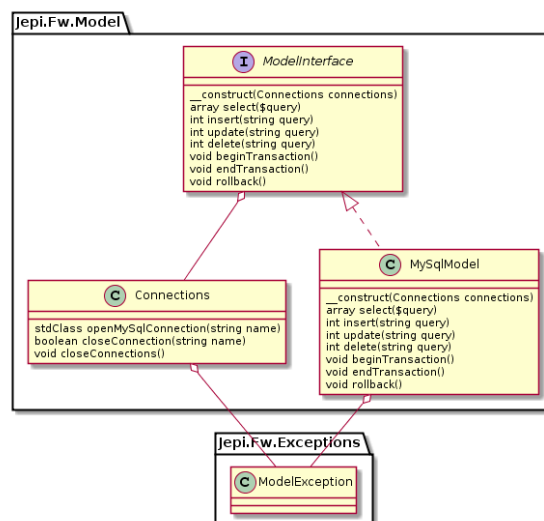 Jepi.Fw.Model
I ModelInterface
__construct(Connections connections)
array select($query)
int insert(string query)
int update(string query)
int delete(string query)
void beginTransaction()
void endTransaction()
void rollback()
C Connections
stdClass openMySqlConnection(string name)
boolean closeConnection(string name)
void closeConnections()
C MySqlModel
__construct(Connections connections)
array select($query)
int insert(string query)
int update(string query)
int delete(string query)
void beginTransaction()
void endTransaction()
void rollback()
Jepi.Fw.Exceptions
C ModelException